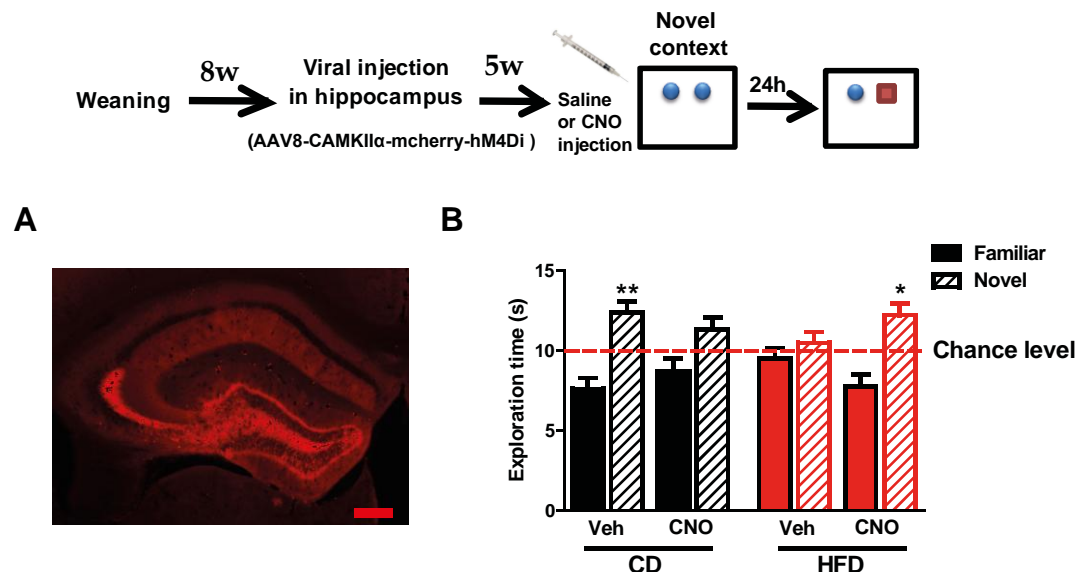 Weaning
8w
Viral injection
in hippocampus
(AAV8-CAMKIIα-mcherry-hM4Di )
5w
Saline
or CNO
injection
Novel
context
24h
A
B
Familiar
Novel
Exploration time (s)
15
10
5
0
**
*
Chance level
Veh
CNO
Veh
CNO
CD
HFD